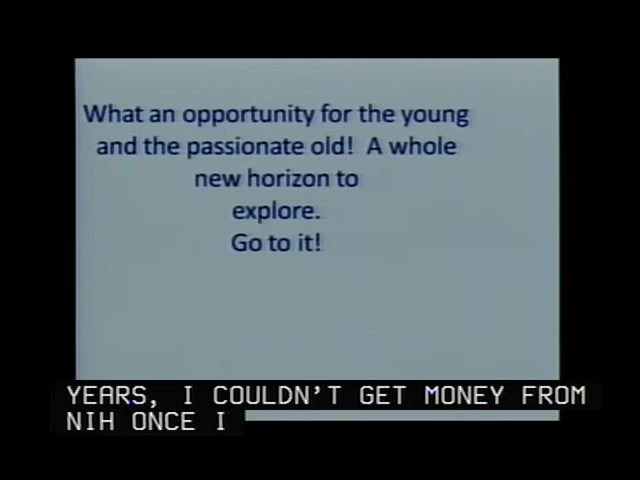 What an opportunity for the young
and the passionate old!  A whole
new horizon to
explore.
Go to it!
YEARS, I COULDN'T GET MONEY FROM
NIH ONCE I